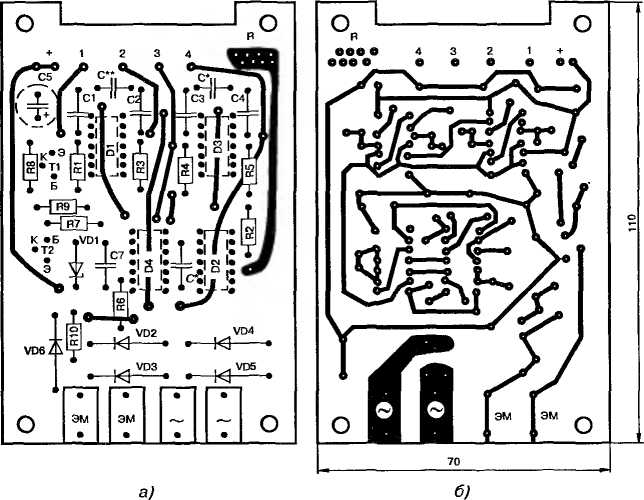 R
+ 1 2 3 4
C5
C**
C*
C1
C2
C3
C4
D1
D3
К
Э
Т1
Б
R8
R1
R3
R4
R5
R9
R7
R2
К
Б
Т2
Э
VD1
C7
D4
D2
R6
R10
VD2
VD4
VD6
VD3
VD5
ЭМ
ЭМ
~
~
а)
R
4 3 2 1 +
~
~
ЭМ
ЭМ
110
70
б)